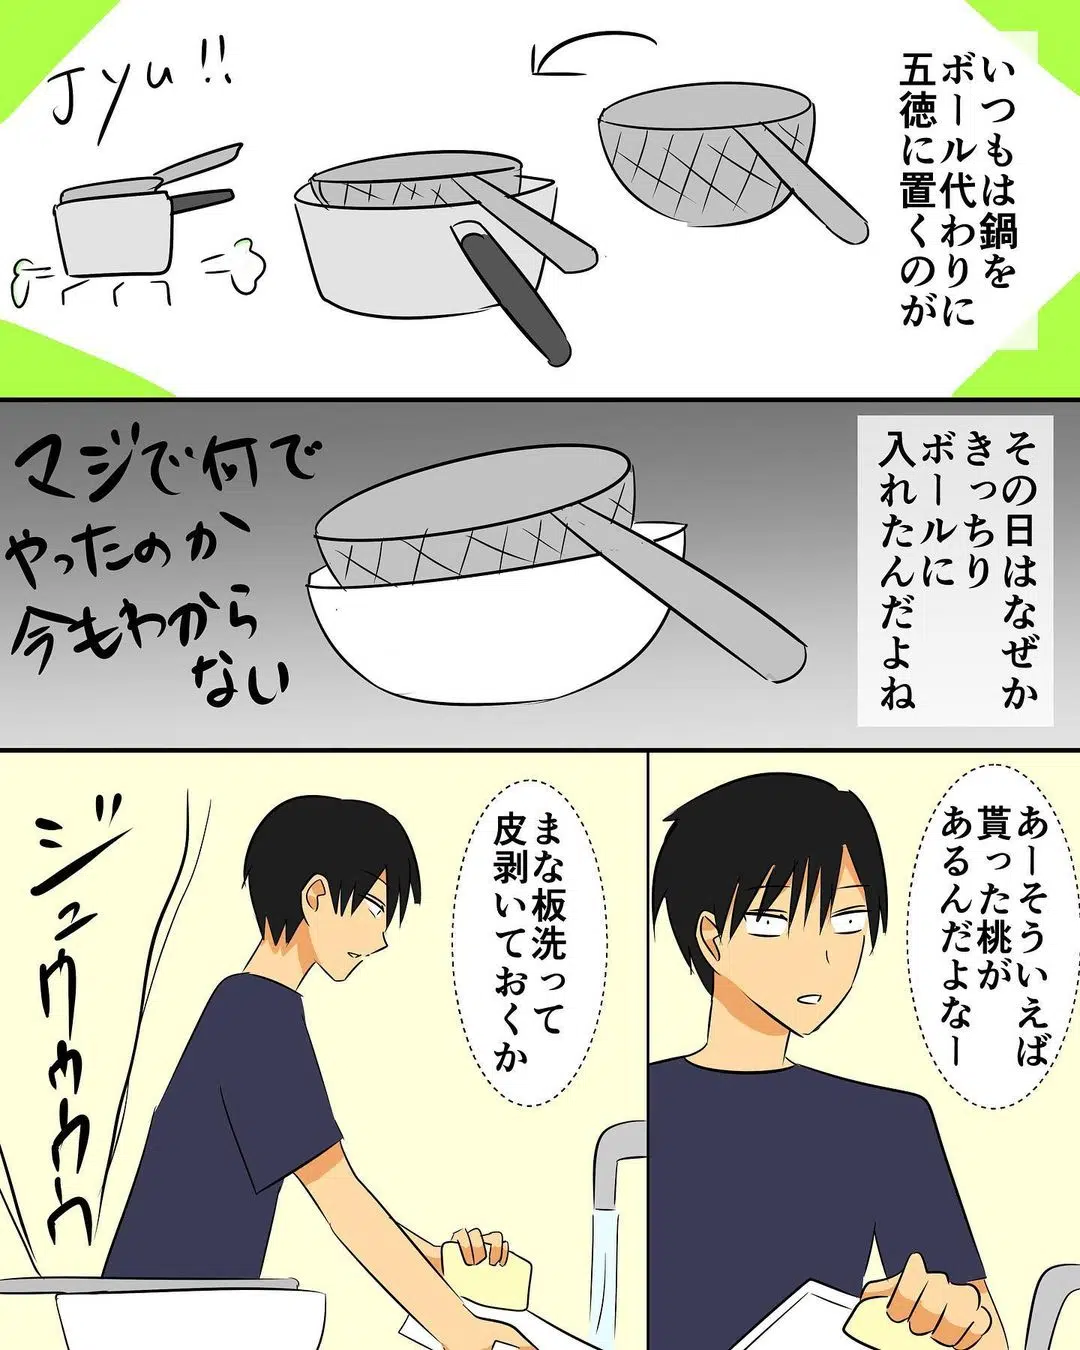 いつもは鍋を
ボール代わりに
五徳に置くのが
Jyu!!
その日はなぜか
きっちり
ボールに
入れたんだよね
マジで何で
やったのか
今もわから
ない
あーそういえば
貰った桃が
あるんだよなー
まな板洗って
皮剥いておくか
ジュウゥウウ